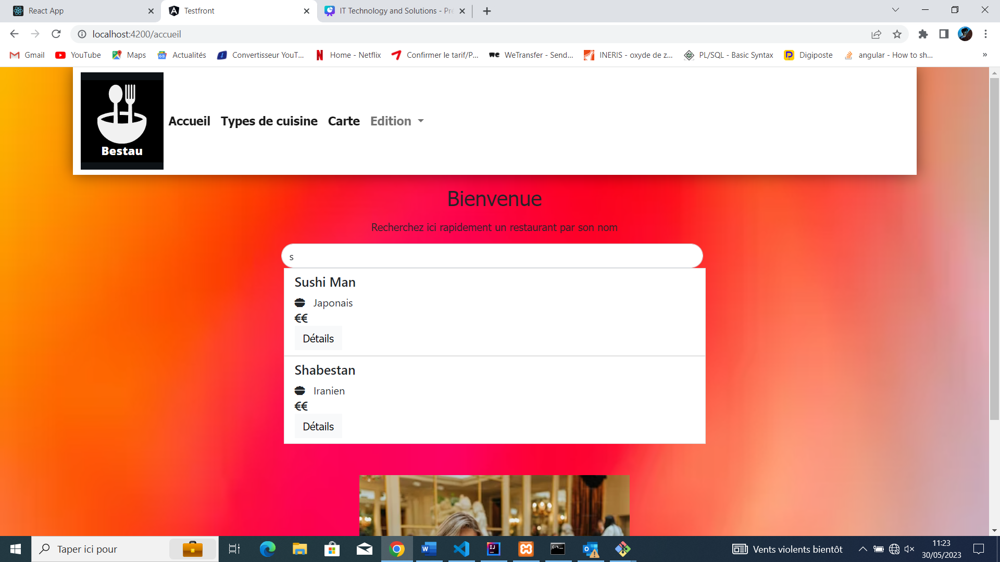 React App
Testfront
IT Technology and Solutions - Pre
localhost:4200/accueil
Gmail
YouTube
Maps
Actualités
Convertisseur YouT...
Home - Netflix
Confirmer le tarif/P...
WeTransfer - Send...
INERIS - oxyde de z...
PL/SQL - Basic Syntax
Digiposte
angular - How to sh...
»
Bestau
Accueil
Types de cuisine
Carte
Edition
Bienvenue
Recherchez ici rapidement un restaurant par son nom
s
Sushi Man
Japonais
€€
Détails
Shabestan
Iranien
€€
Détails
Taper ici pour
Vents violents bientôt
11:23
30/05/2023